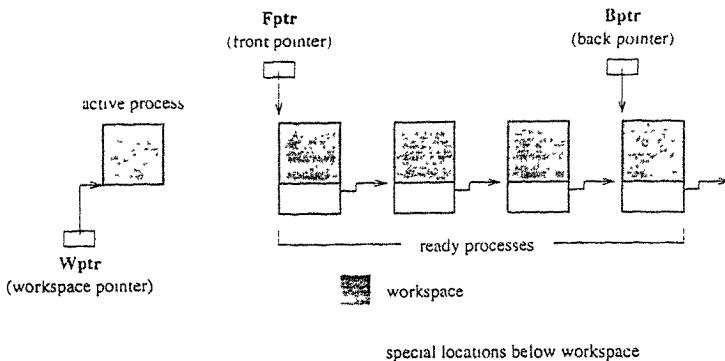 Fptr
(front pointer)
Bptr
(back pointer)
active process
Wptr
(workspace pointer)
ready processes
workspace
special locations below workspace